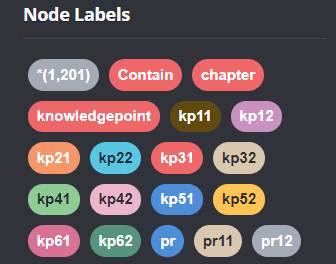 Node Labels
*(1,201) Contain chapter
knowledgepoint kp11 kp12
kp21 kp22 kp31 kp32
kp41 kp42 kp51 kp52
kp61 kp62 pr pr11 pr12